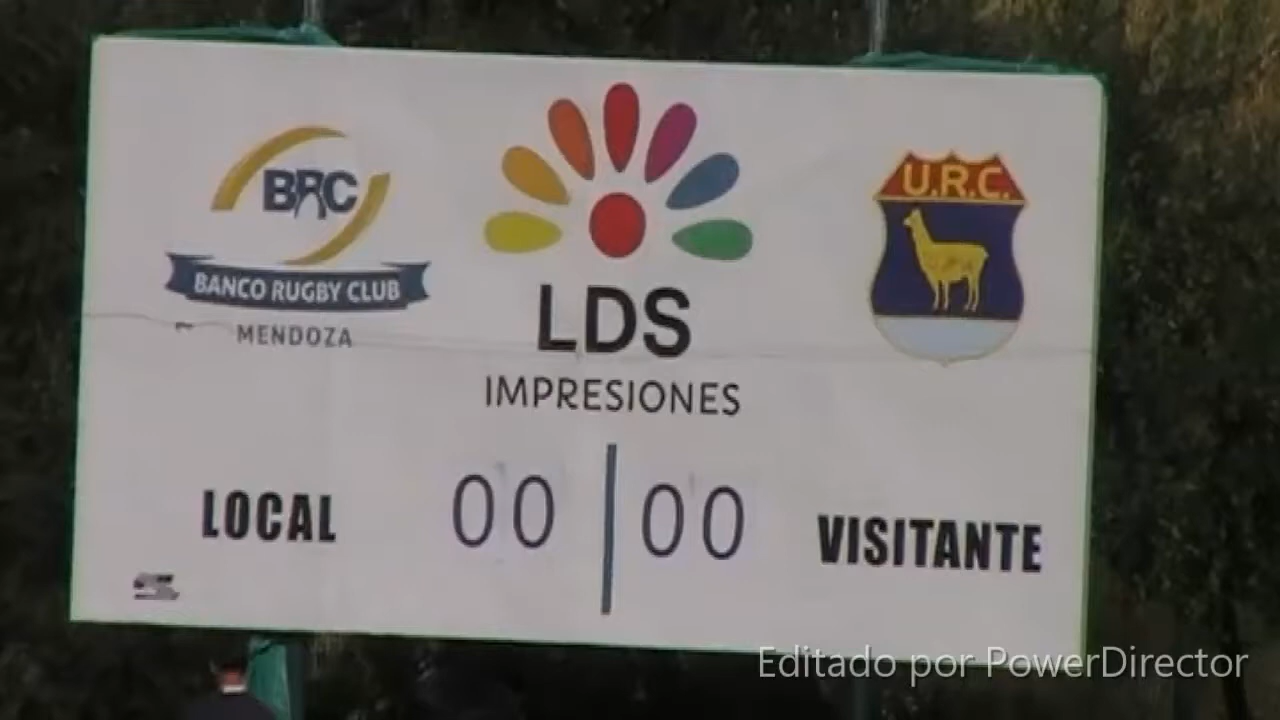 BRC
BANCO RUGBY CLUB
MENDOZA
LDS
IMPRESIONES
U.R.C.
LOCAL
00
00
VISITANTE
Editado por PowerDirector